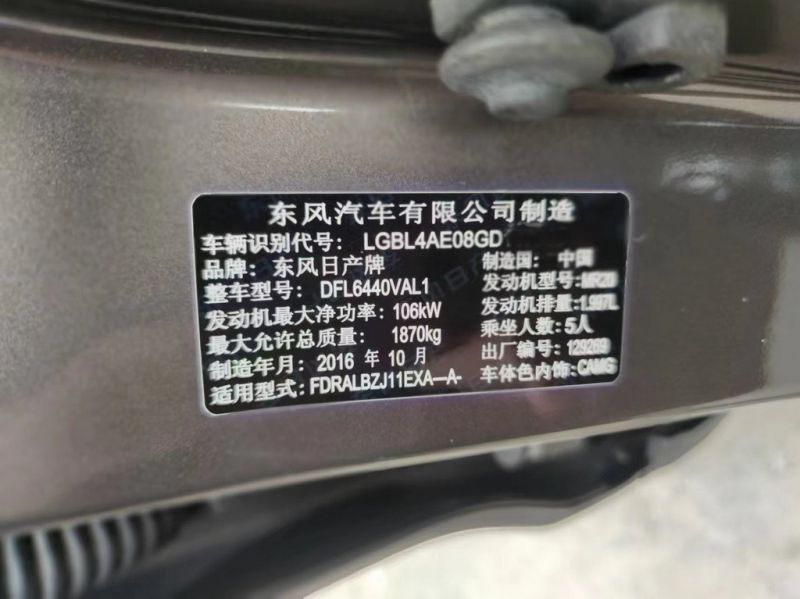 东风汽车有限公司制造
车辆识别代号: LGBL4AE08GD
品牌: 东风日产牌 制造国: 中国
整车型号: DFL6440VAL1 发动机型号: MR20
发动机最大净功率: 106kW 发动机排量: 1.997L
最大允许总质量: 1870kg 乘坐人数: 5人
制造年月: 2016 年 10 月 出厂编号: 129269
适用型式: FDRALBZJ11EXA—A- 车体色内饰: CAMG